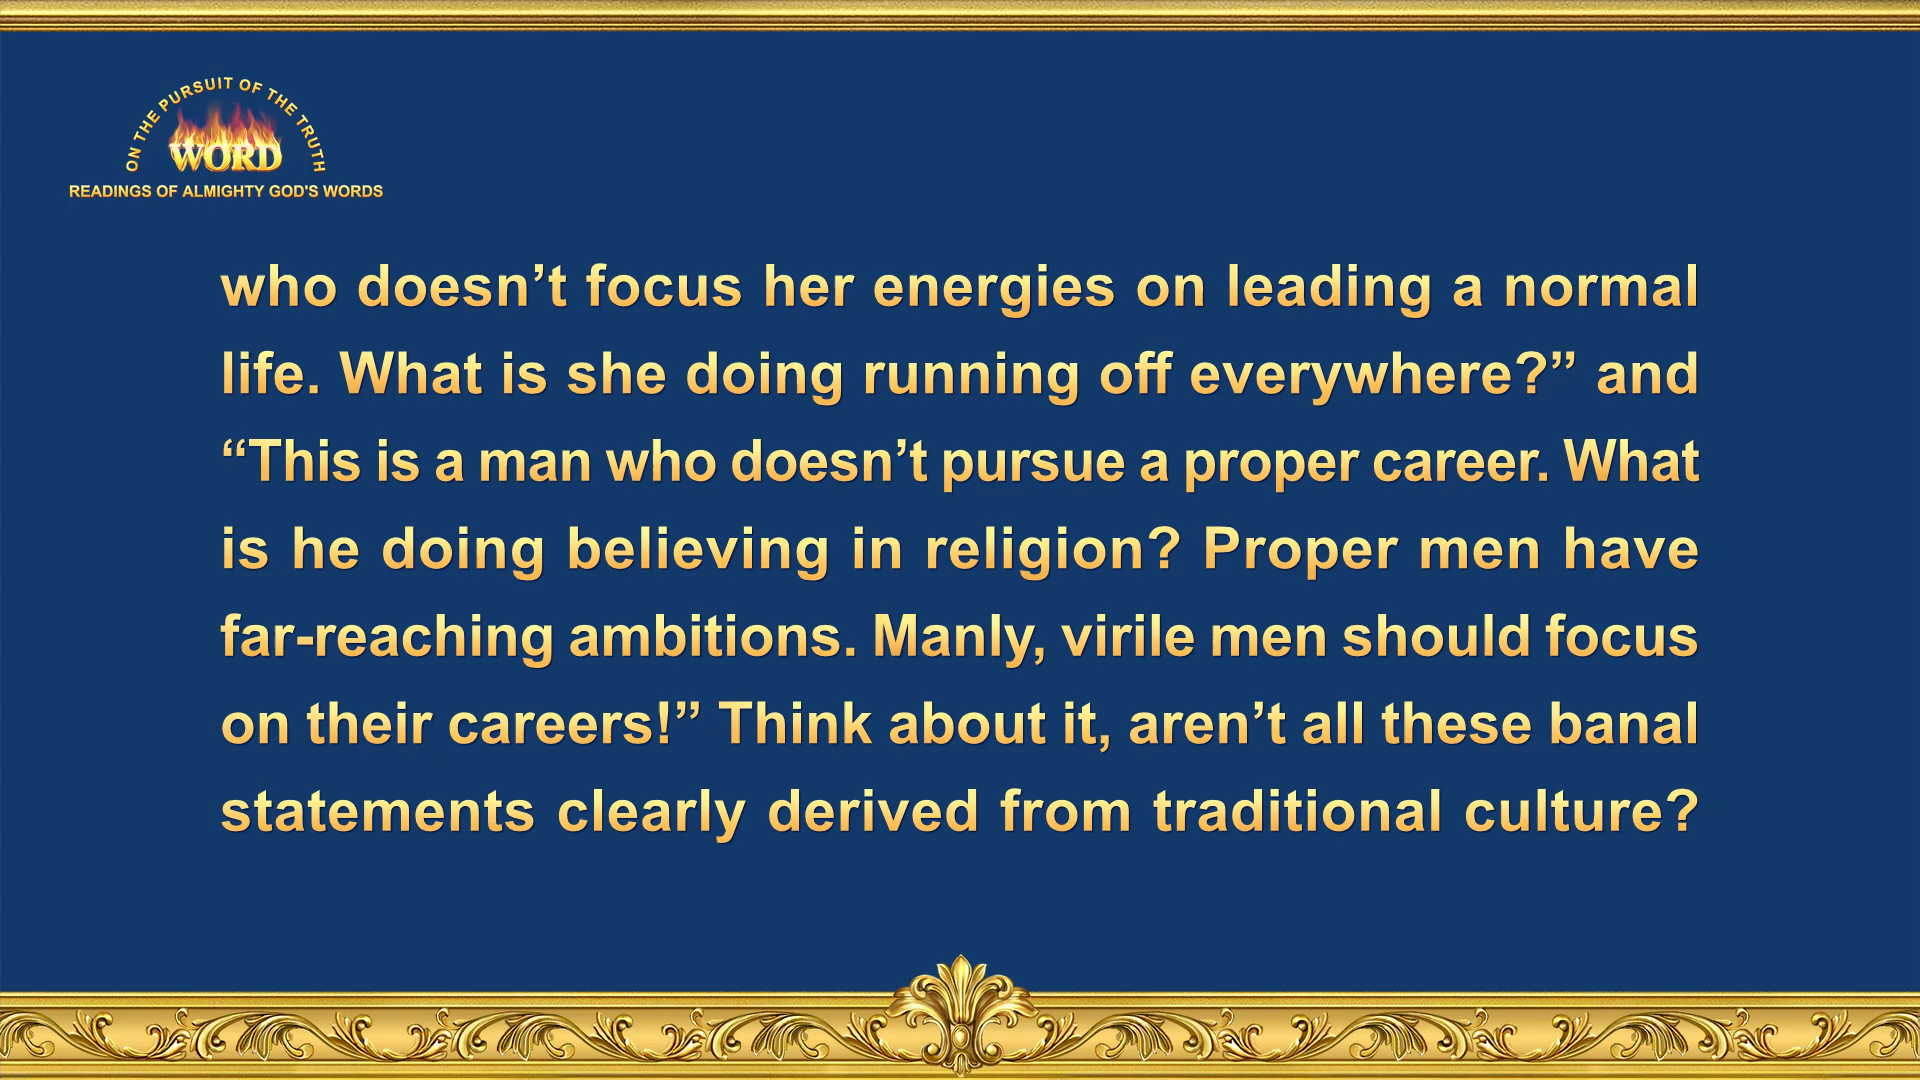 ON THE PURSUIT OF THE TRUTH
WORD
READINGS OF ALMIGHTY GOD'S WORDS
who doesn’t focus her energies on leading a normal
life. What is she doing running off everywhere?” and
“This is a man who doesn’t pursue a proper career. What
is he doing believing in religion? Proper men have
far-reaching ambitions. Manly, virile men should focus
on their careers!” Think about it, aren’t all these banal
statements clearly derived from traditional culture?